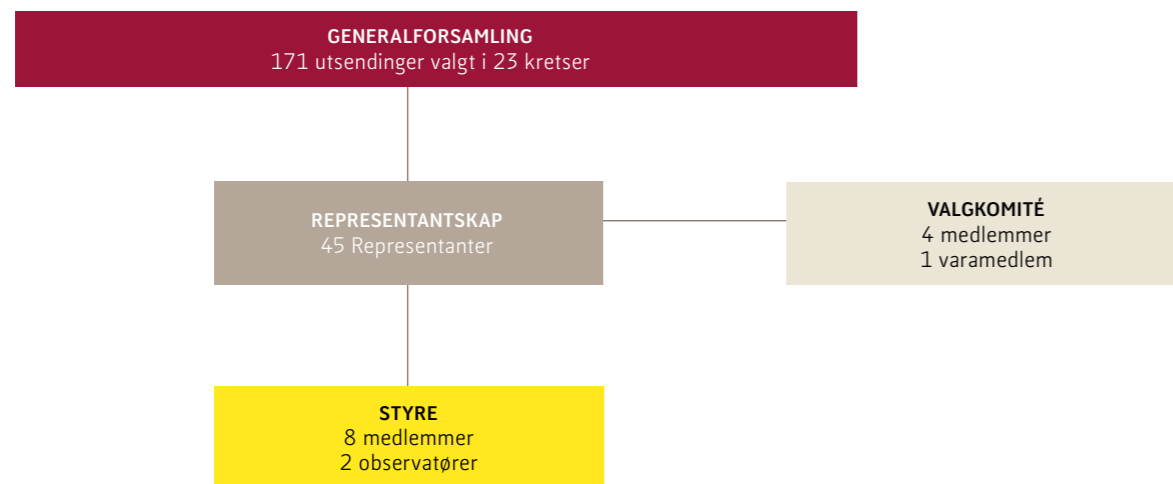 GENERALFORSAMLING
171 utsendinger valgt i 23 kretser
REPRESENTANTSKAP
45 Representanter
VALGKOMITÉ
4 medlemmer
1 varamedlem
STYRE
8 medlemmer
2 observatører